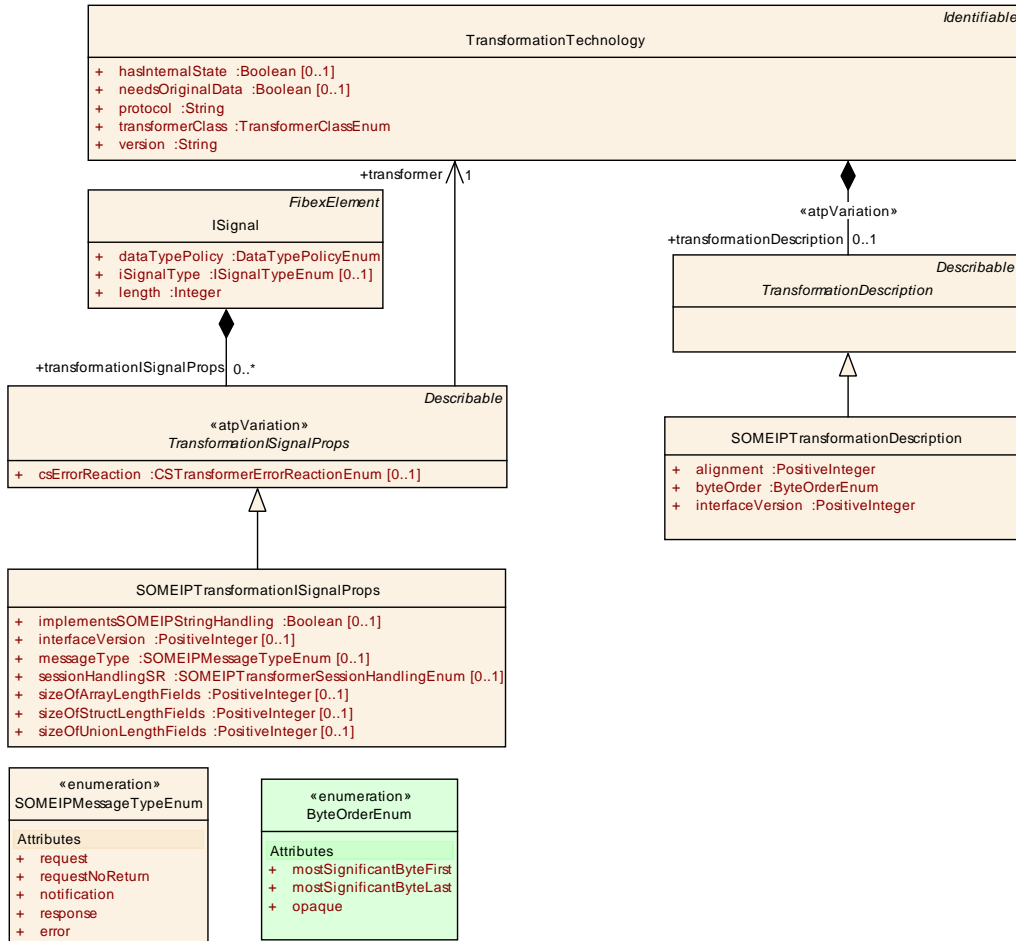 Identifiable
TransformationTechnology
+ hasInternalState :Boolean [0..1]
+ needsOriginalData :Boolean [0..1]
+ protocol :String
+ transformerClass :TransformerClassEnum
+ version :String
+transformer 1
«atpVariation»
+transformationDescription 0..1
FibexElement
ISignal
+ dataTypePolicy :DataTypePolicyEnum
+ iSignalType :ISignalTypeEnum [0..1]
+ length :Integer
+transformationISignalProps 0..*
Describable
TransformationDescription
Describable
«atpVariation»
TransformationISignalProps
+ csErrorReaction :CSTransformerErrorReactionEnum [0..1]
SOMEIPTransformationDescription
+ alignment :PositiveInteger
+ byteOrder :ByteOrderEnum
+ interfaceVersion :PositiveInteger
SOMEIPTransformationISignalProps
+ implementsSOMEIPStringHandling :Boolean [0..1]
+ interfaceVersion :PositiveInteger [0..1]
+ messageType :SOMEIPMessageTypeEnum [0..1]
+ sessionHandlingSR :SOMEIPTransformerSessionHandlingEnum [0..1]
+ sizeOfArrayLengthFields :PositiveInteger [0..1]
+ sizeOfStructLengthFields :PositiveInteger [0..1]
+ sizeOfUnionLengthFields :PositiveInteger [0..1]
«enumeration»
SOMEIPMessageTypeEnum
Attributes
+ request
+ requestNoReturn
+ notification
+ response
+ error
«enumeration»
ByteOrderEnum
Attributes
+ mostSignificantByteFirst
+ mostSignificantByteLast
+ opaque